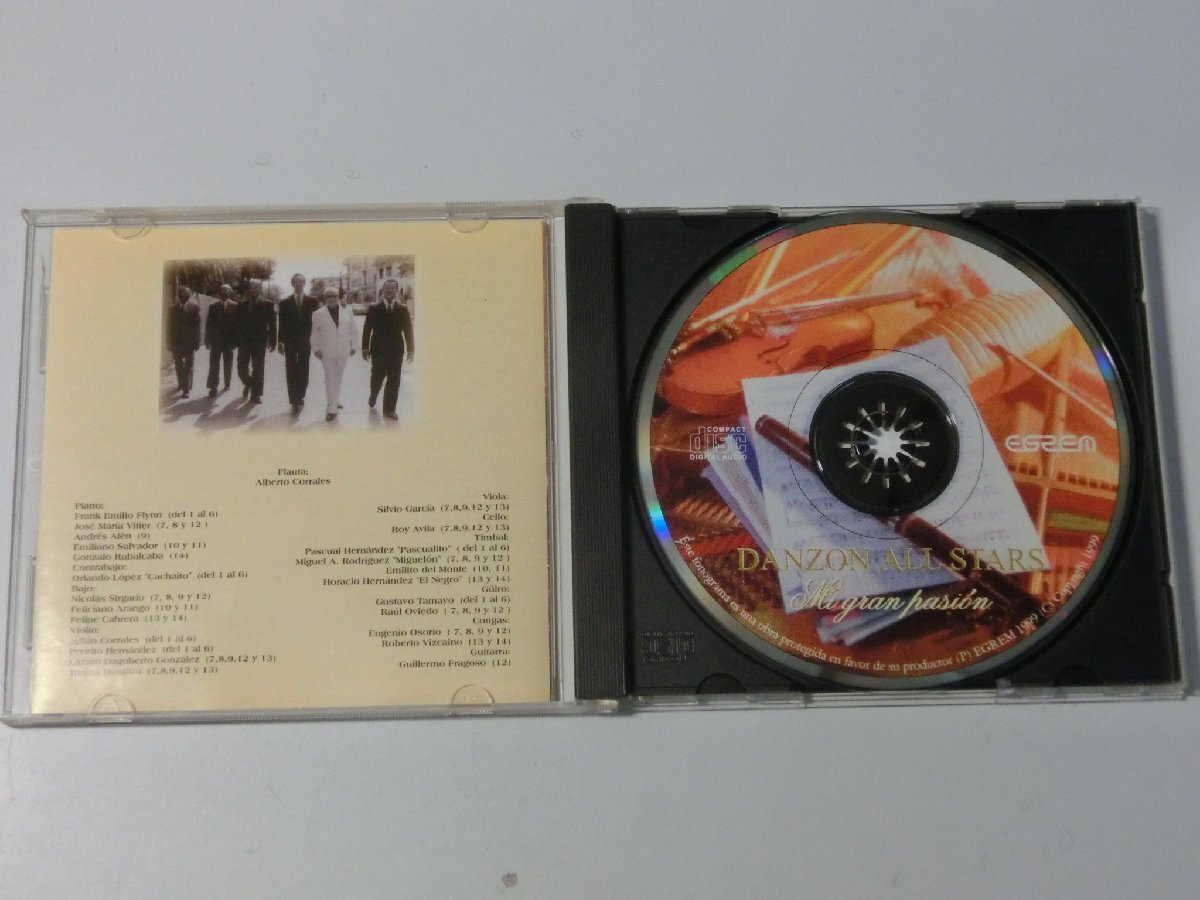 Flauta:
Alberto Corrales
Piano:
Frank Emilio Flynn (del 1 al 6)
José María Vitier (7, 8 y 12 )
Andrés Alén (9)
Emiliano Salvador (10 y 11)
Gonzalo Rubalcaba (14)
Contrabajo:
Orlando López "Cachaíto" (del 1 al 6)
Bajo:
Nicolás Sirgado (7, 8, 9 y 12)
Feliciano Arango (10 y 11)
Felipe Cabrera (13 y 14)
Violín:
Julián Corrales (del 1 al 6)
Pedrito Hernández (del 1 al 6)
Lázaro Dagoberto González (7,8,9,12 y 13)
(7,8,9,12 y 13)
Viola:
Silvio García (7,8,9,12 y 13)
Cello:
Roy Avila (7,8,9,12 y 13)
Timbal:
Pascual Hernández "Pascualito" ( del 1 al 6)
Miguel A. Rodríguez "Miguelón" (7, 8, 9 y 12 )
Emilito del Monte (10, 11)
Horacio Hernández "El Negro" (13 y 14)
Güiro:
Gustavo Tamayo (del 1 al 6)
Raúl Oviedo ( 7, 8, 9 y 12 )
Congas:
Eugenio Osorio ( 7, 8, 9 y 12)
Roberto Vizcaíno (13 y 14)
Guitarra:
Guillermo Fragoso (12)
COMPACT
disc
DIGITAL AUDIO
EGREM
DANZON ALL STARS
Mi gran pasión
Este fonograma es una obra protegida en favor de su productor (P) EGREM 1999 (C) Copyright 1999